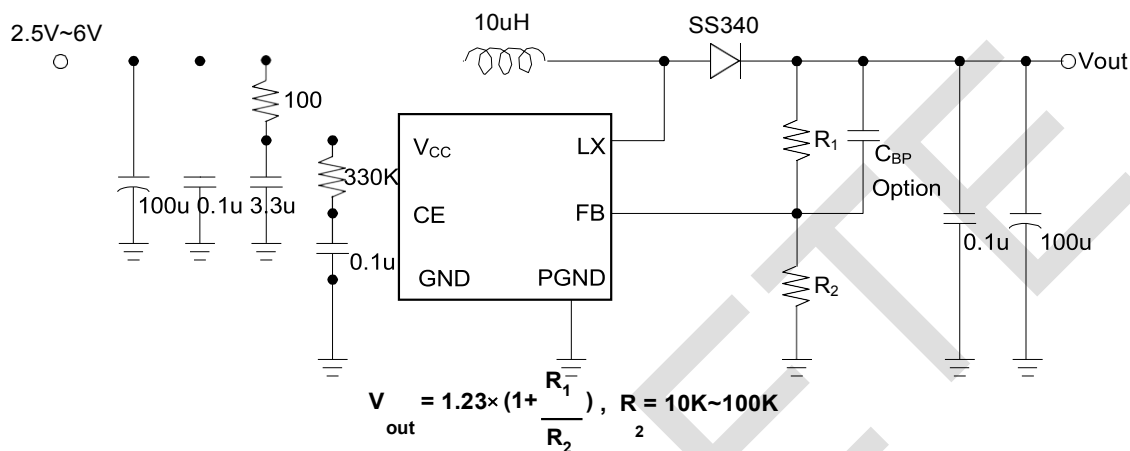 10uH
SS340
2.5V~6V
Vout
100
VCC
LX
R1
CBP
Option
330K
100u 0.1u 3.3u
CE
FB
0.1u
GND
PGND
R2
0.1u
100u
Vout = 1.23×(1+R1/R2), R2 = 10K~100K
ETE